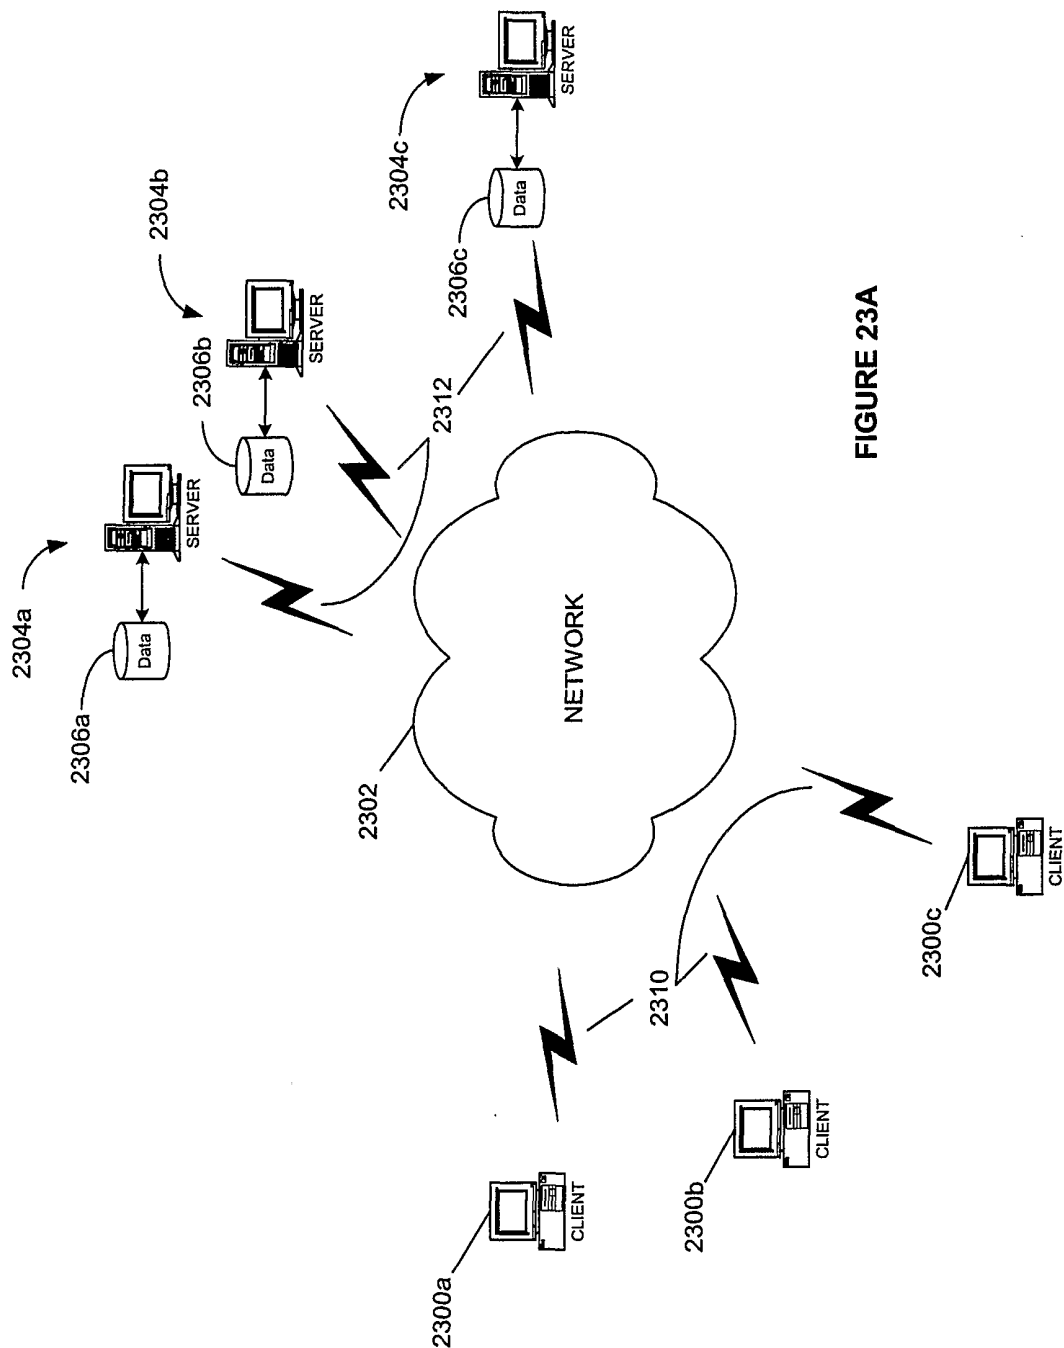 2304a
2306a
Data
SERVER
2304b
2306b
Data
SERVER
2304c
2306c
Data
SERVER
2312
2302
NETWORK
2310
2300a
CLIENT
2300b
CLIENT
2300c
CLIENT
FIGURE 23A